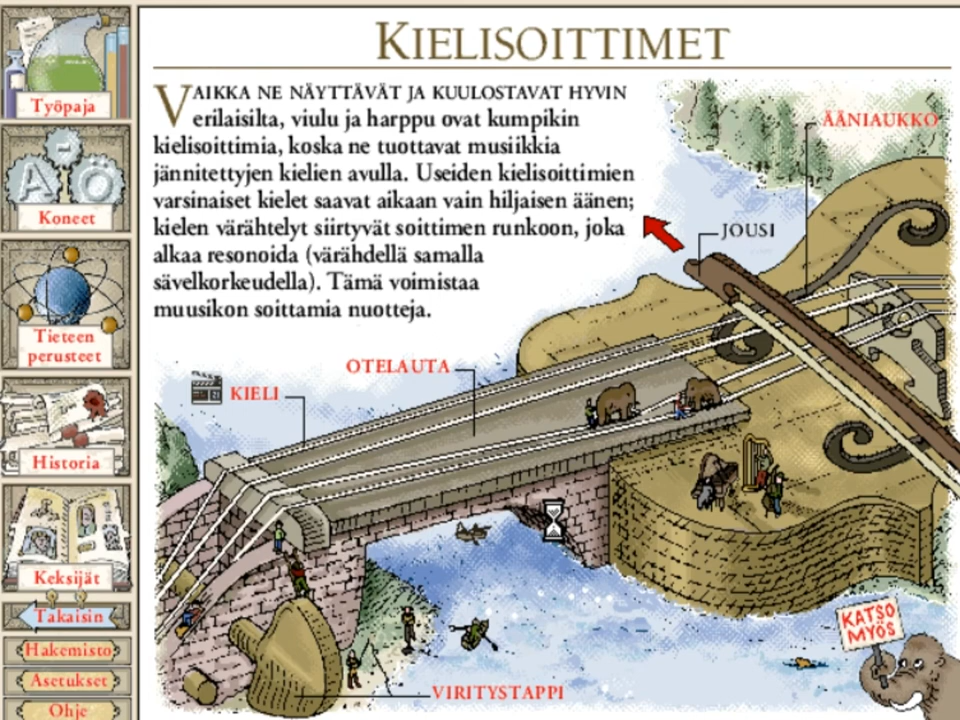 KIELISOITTIMET
VAIKKA NE NÄYTTÄVÄT JA KUULOSTAVAT HYVIN
erilaisilta, viulu ja harppu ovat kumpikin
kielisoittimia, koska ne tuottavat musiikkia
jännitettyjen kielien avulla. Useiden kielisoittimien
varsinaiset kielet saavat aikaan vain hiljaisen äänen;
kielen värähtelyt siirtyvät soittimen runkoon, joka
alkaa resonoida (värähdellä samalla
sävelkorkeudella). Tämä voimistaa
muusikon soittamia nuotteja.
ÄÄNIAUKKO
JOUSI
OTELAUTA
KIELI
VIRITYSTAPPI
KATSO
MYÖS
Työpaja
A Ö
Koneet
Tieteen
perusteet
Historia
Keksijät
Takaisin
Hakemisto
Asetukset
Ohje